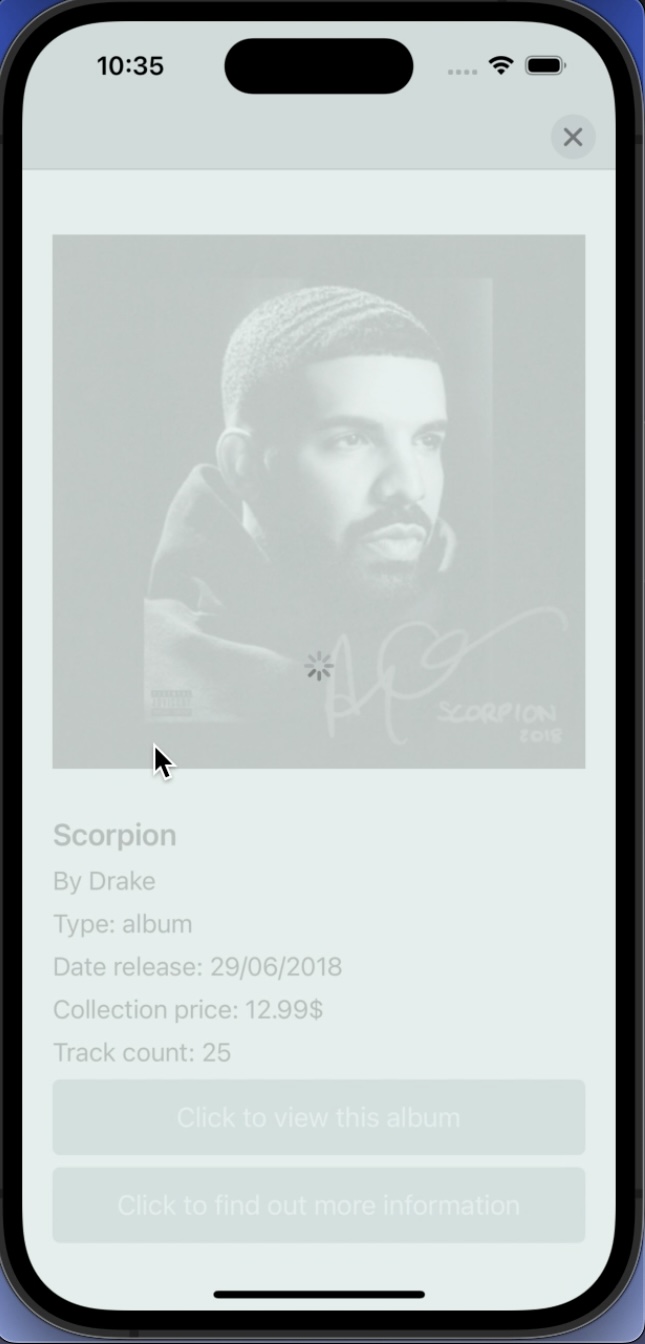 10:35
SCORPION
2018
Scorpion
By Drake
Type: album
Date release: 29/06/2018
Collection price: 12.99$
Track count: 25
Click to view this album
Click to find out more information